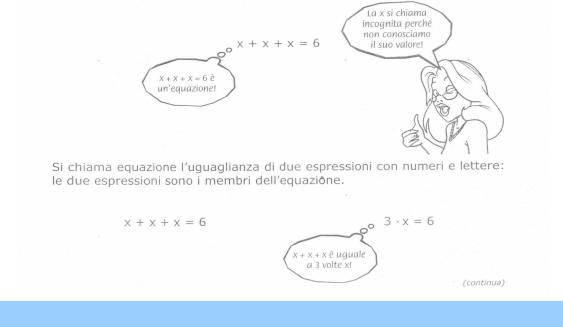 La x si chiama
incognita perché
non conosciamo
il suo valore!
x + x + x = 6
x + x + x = 6 è
un'equazione!
Si chiama equazione l'uguaglianza di due espressioni con numeri e lettere:
le due espressioni sono i membri dell'equazione.
x + x + x = 6
3 · x = 6
x + x + x è uguale
a 3 volte x!
(continua)